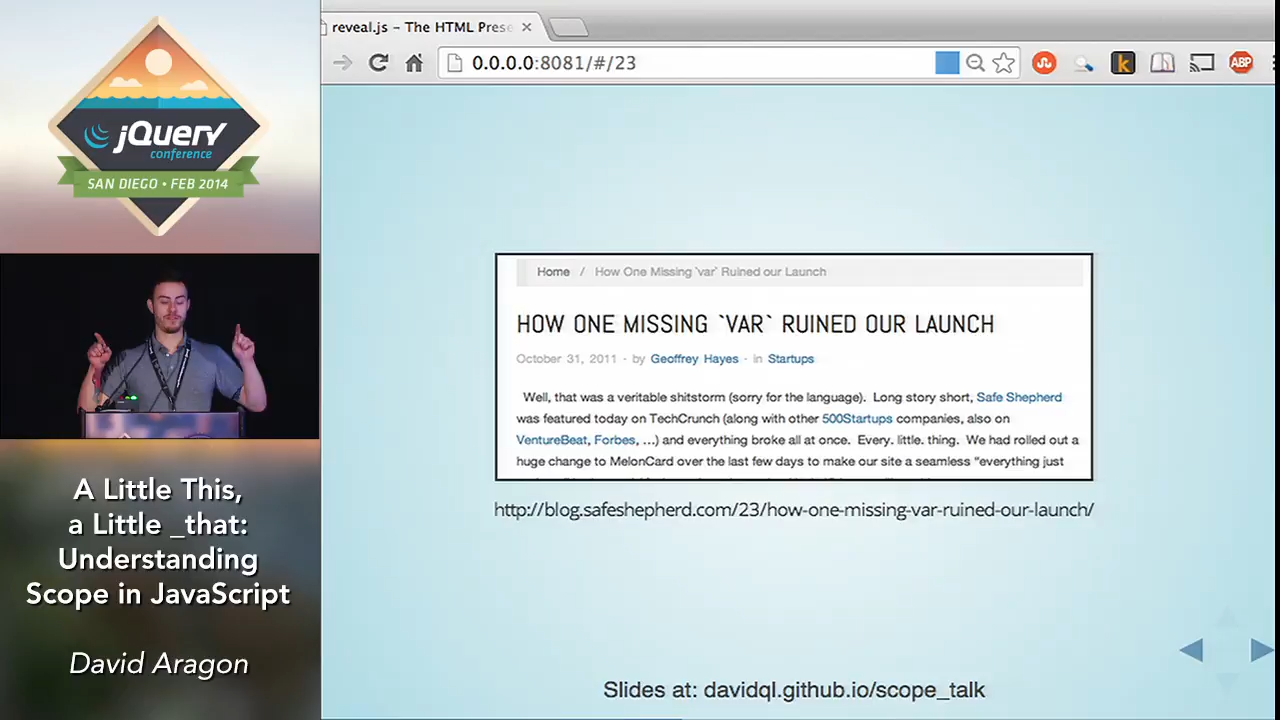 jQuery
conference
SAN DIEGO • FEB 2014
A Little This,
a Little _that:
Understanding
Scope in JavaScript
David Aragon
reveal.js – The HTML Prese
0.0.0.0:8081/#/23
ABP
Home / How One Missing `var` Ruined our Launch
HOW ONE MISSING `VAR` RUINED OUR LAUNCH
October 31, 2011 · by Geoffrey Hayes · in Startups
Well, that was a veritable shitstorm (sorry for the language). Long story short, Safe Shepherd
was featured today on TechCrunch (along with other 500Startups companies, also on
VentureBeat, Forbes, ...) and everything broke all at once. Every. little. thing. We had rolled out a
huge change to MelonCard over the last few days to make our site a seamless "everything just
http://blog.safeshepherd.com/23/how-one-missing-var-ruined-our-launch/
Slides at: davidql.github.io/scope_talk